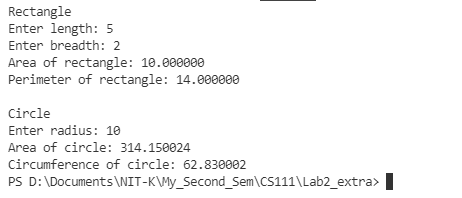 Rectangle
Enter length: 5
Enter breadth: 2
Area of rectangle: 10.000000
Perimeter of rectangle: 14.000000
Circle
Enter radius: 10
Area of circle: 314.150024
Circumference of circle: 62.830002
PS D:\Documents\NIT-K\My_Second_Sem\CS111\Lab2_extra>